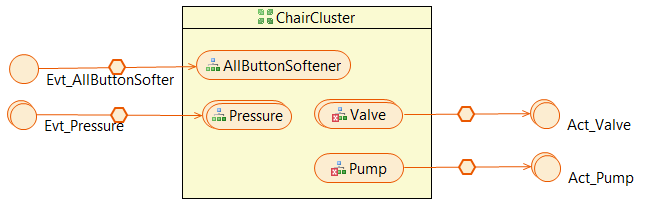 ChairCluster
AllButtonSoftener
Evt_AllButtonSofter
Pressure
Valve
Evt_Pressure
Act_Valve
Pump
Act_Pump